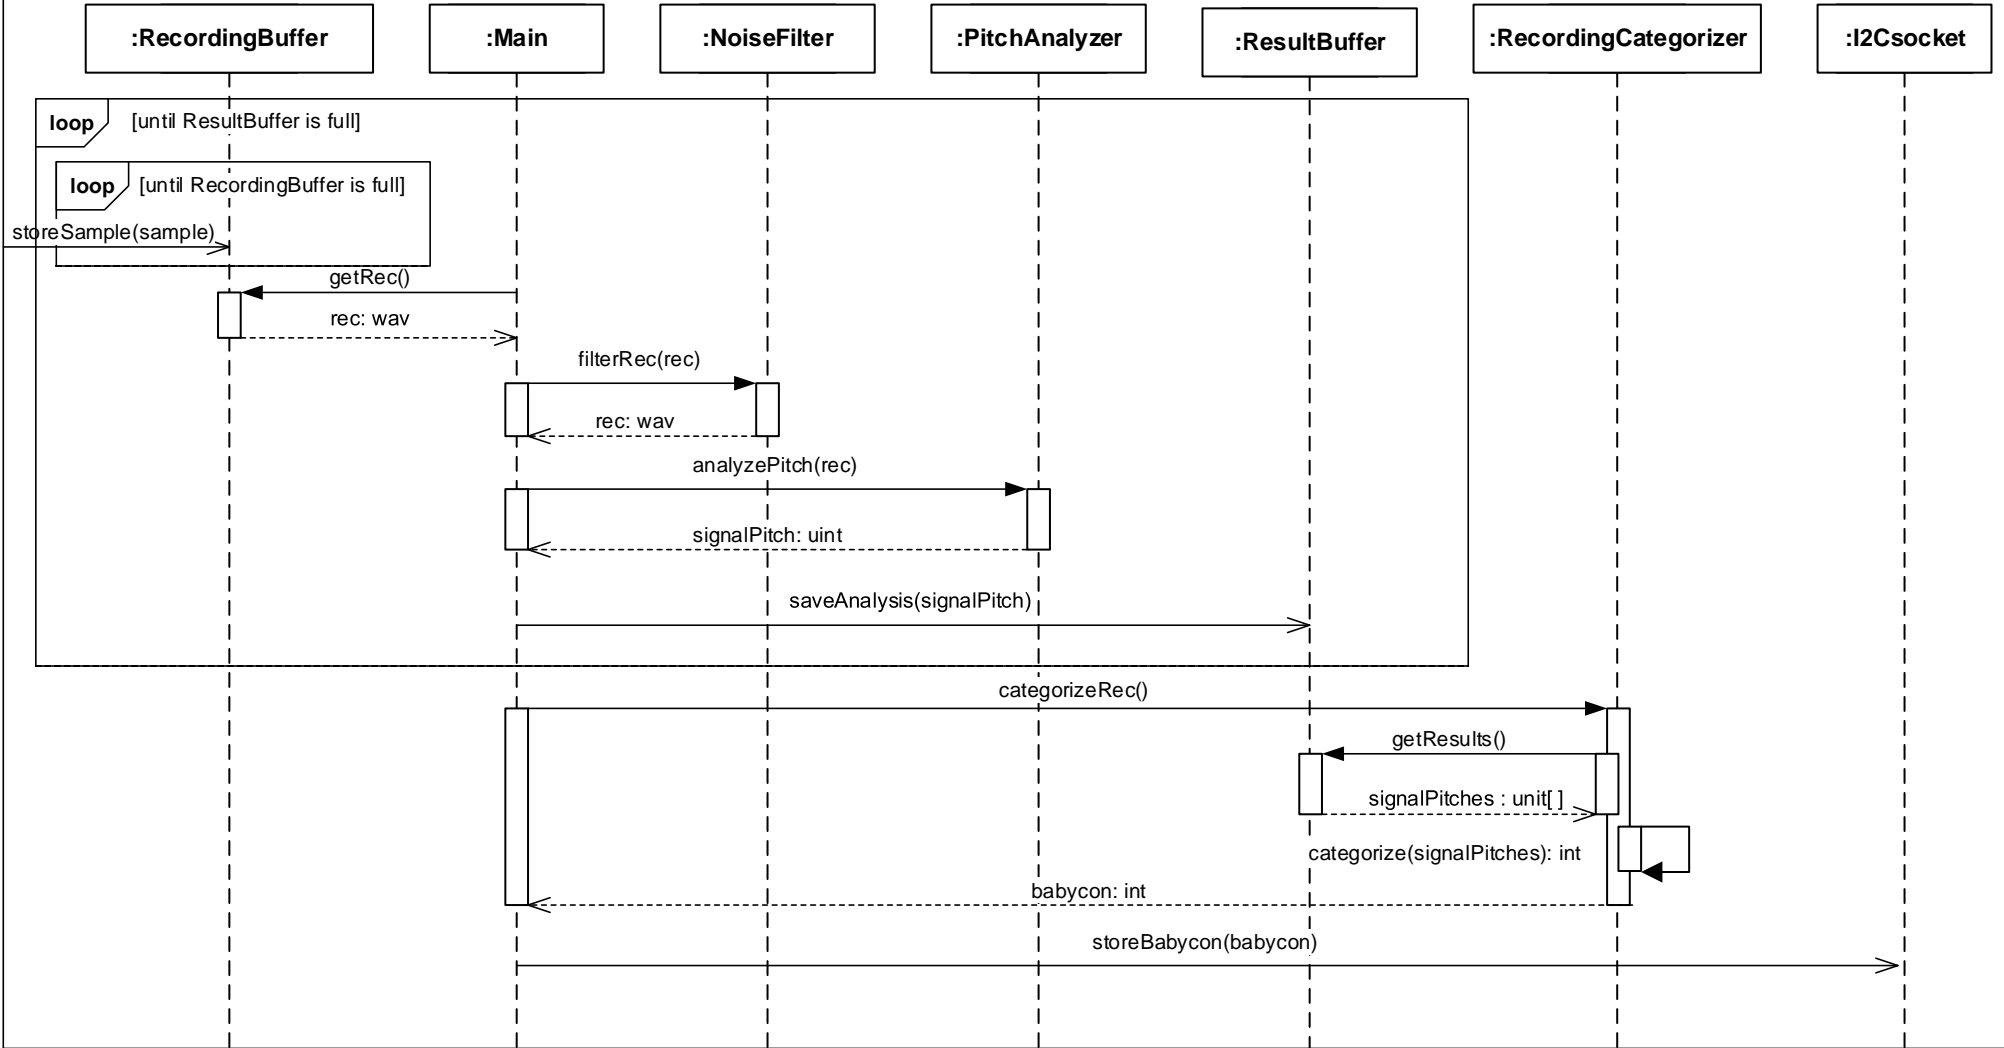 :RecordingBuffer
:Main
:NoiseFilter
:PitchAnalyzer
:ResultBuffer
:RecordingCategorizer
:I2Csocket
loop
[until ResultBuffer is full]
loop
[until RecordingBuffer is full]
storeSample(sample)
getRec()
rec: wav
filterRec(rec)
rec: wav
analyzePitch(rec)
signalPitch: uint
saveAnalysis(signalPitch)
categorizeRec()
getResults()
signalPitches : unit[ ]
categorize(signalPitches): int
babycon: int
storeBabycon(babycon)